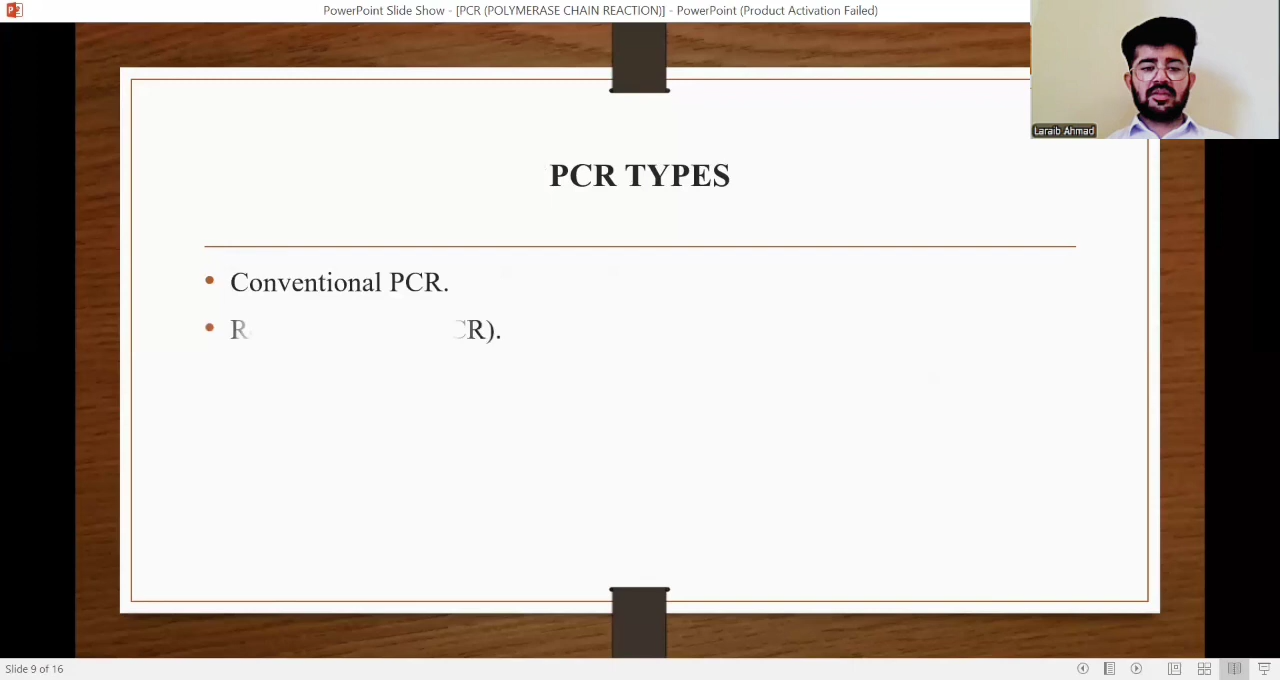 PowerPoint Slide Show - [PCR (POLYMERASE CHAIN REACTION)] - PowerPoint (Product Activation Failed)
Laraib Ahmad
PCR TYPES
• Conventional PCR.
• R CR).
Slide 9 of 16